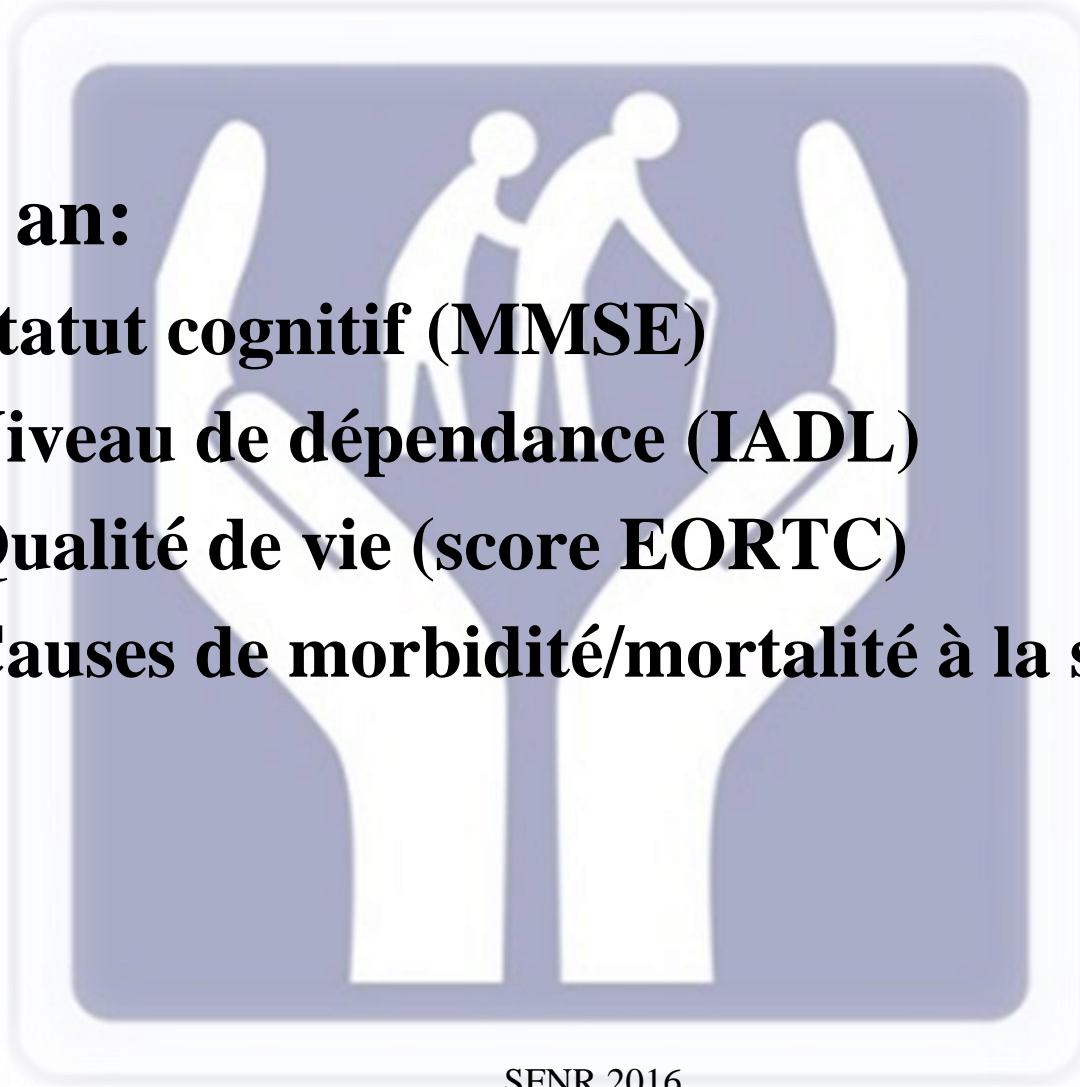 an:
tatut cognitif (MMSE)
iveau de dépendance (IADL)
ualité de vie (score EORTC)
auses de morbidité/mortalité à la s
SFNR 2016